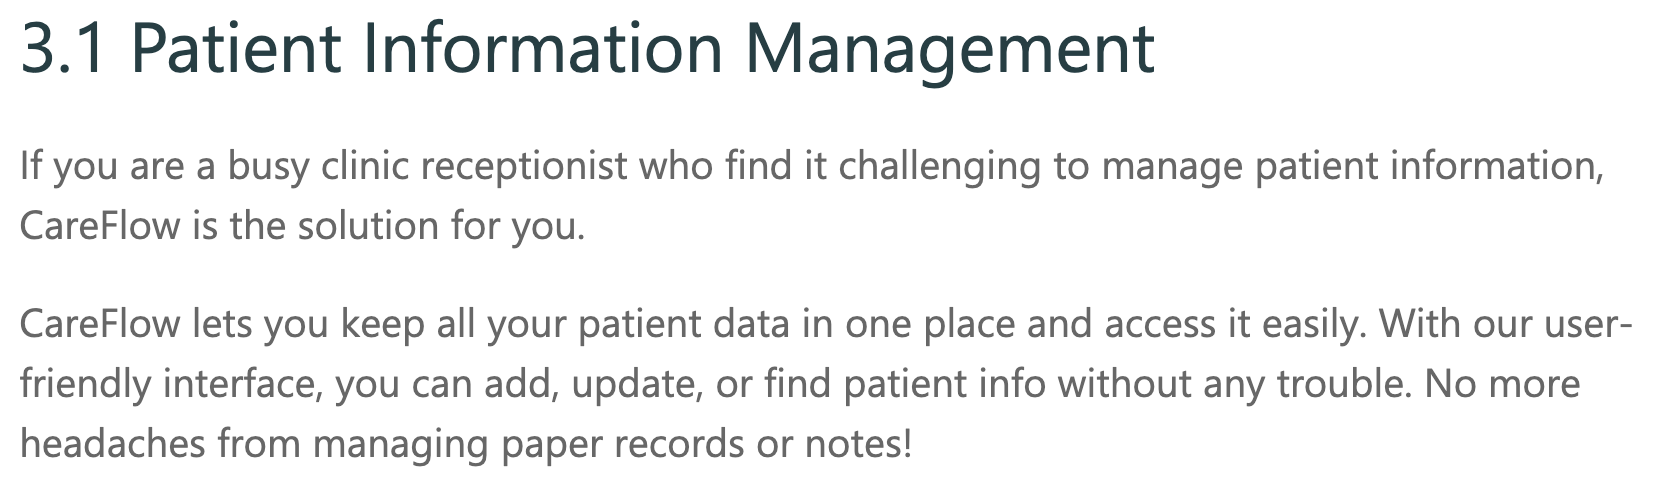 3.1 Patient Information Management
If you are a busy clinic receptionist who find it challenging to manage patient information,
CareFlow is the solution for you.
CareFlow lets you keep all your patient data in one place and access it easily. With our user-
friendly interface, you can add, update, or find patient info without any trouble. No more
headaches from managing paper records or notes!